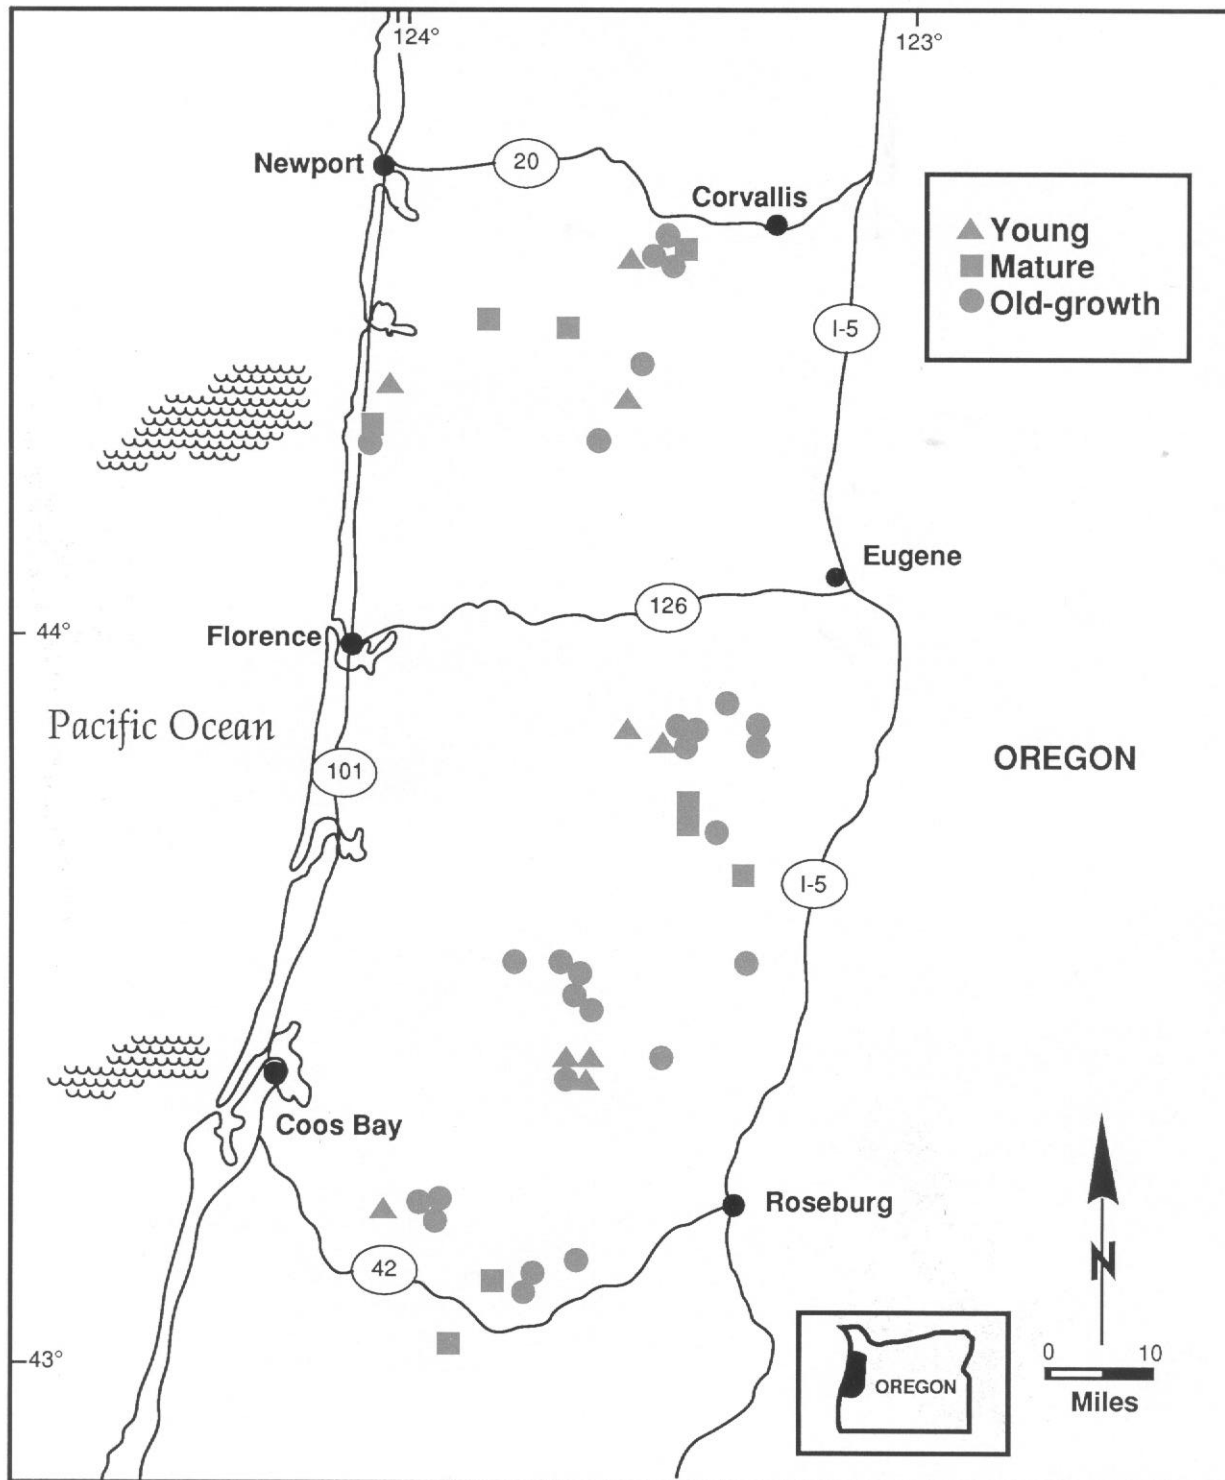 124°
123°
Newport
20
Corvallis
Young
Mature
Old-growth
I-5
Eugene
126
44°
Florence
Pacific Ocean
101
OREGON
I-5
Coos Bay
Roseburg
42
N
43°
OREGON
0 10
Miles